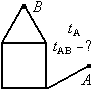 B
t_A
t_AB – ?
A